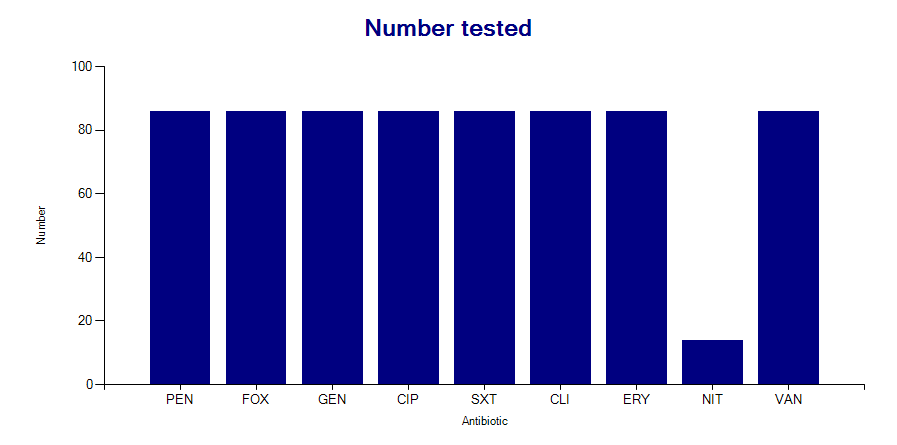 Number tested
100
80
60
40
20
0
Number
PEN FOX GEN CIP SXT CLI ERY NIT VAN
Antibiotic